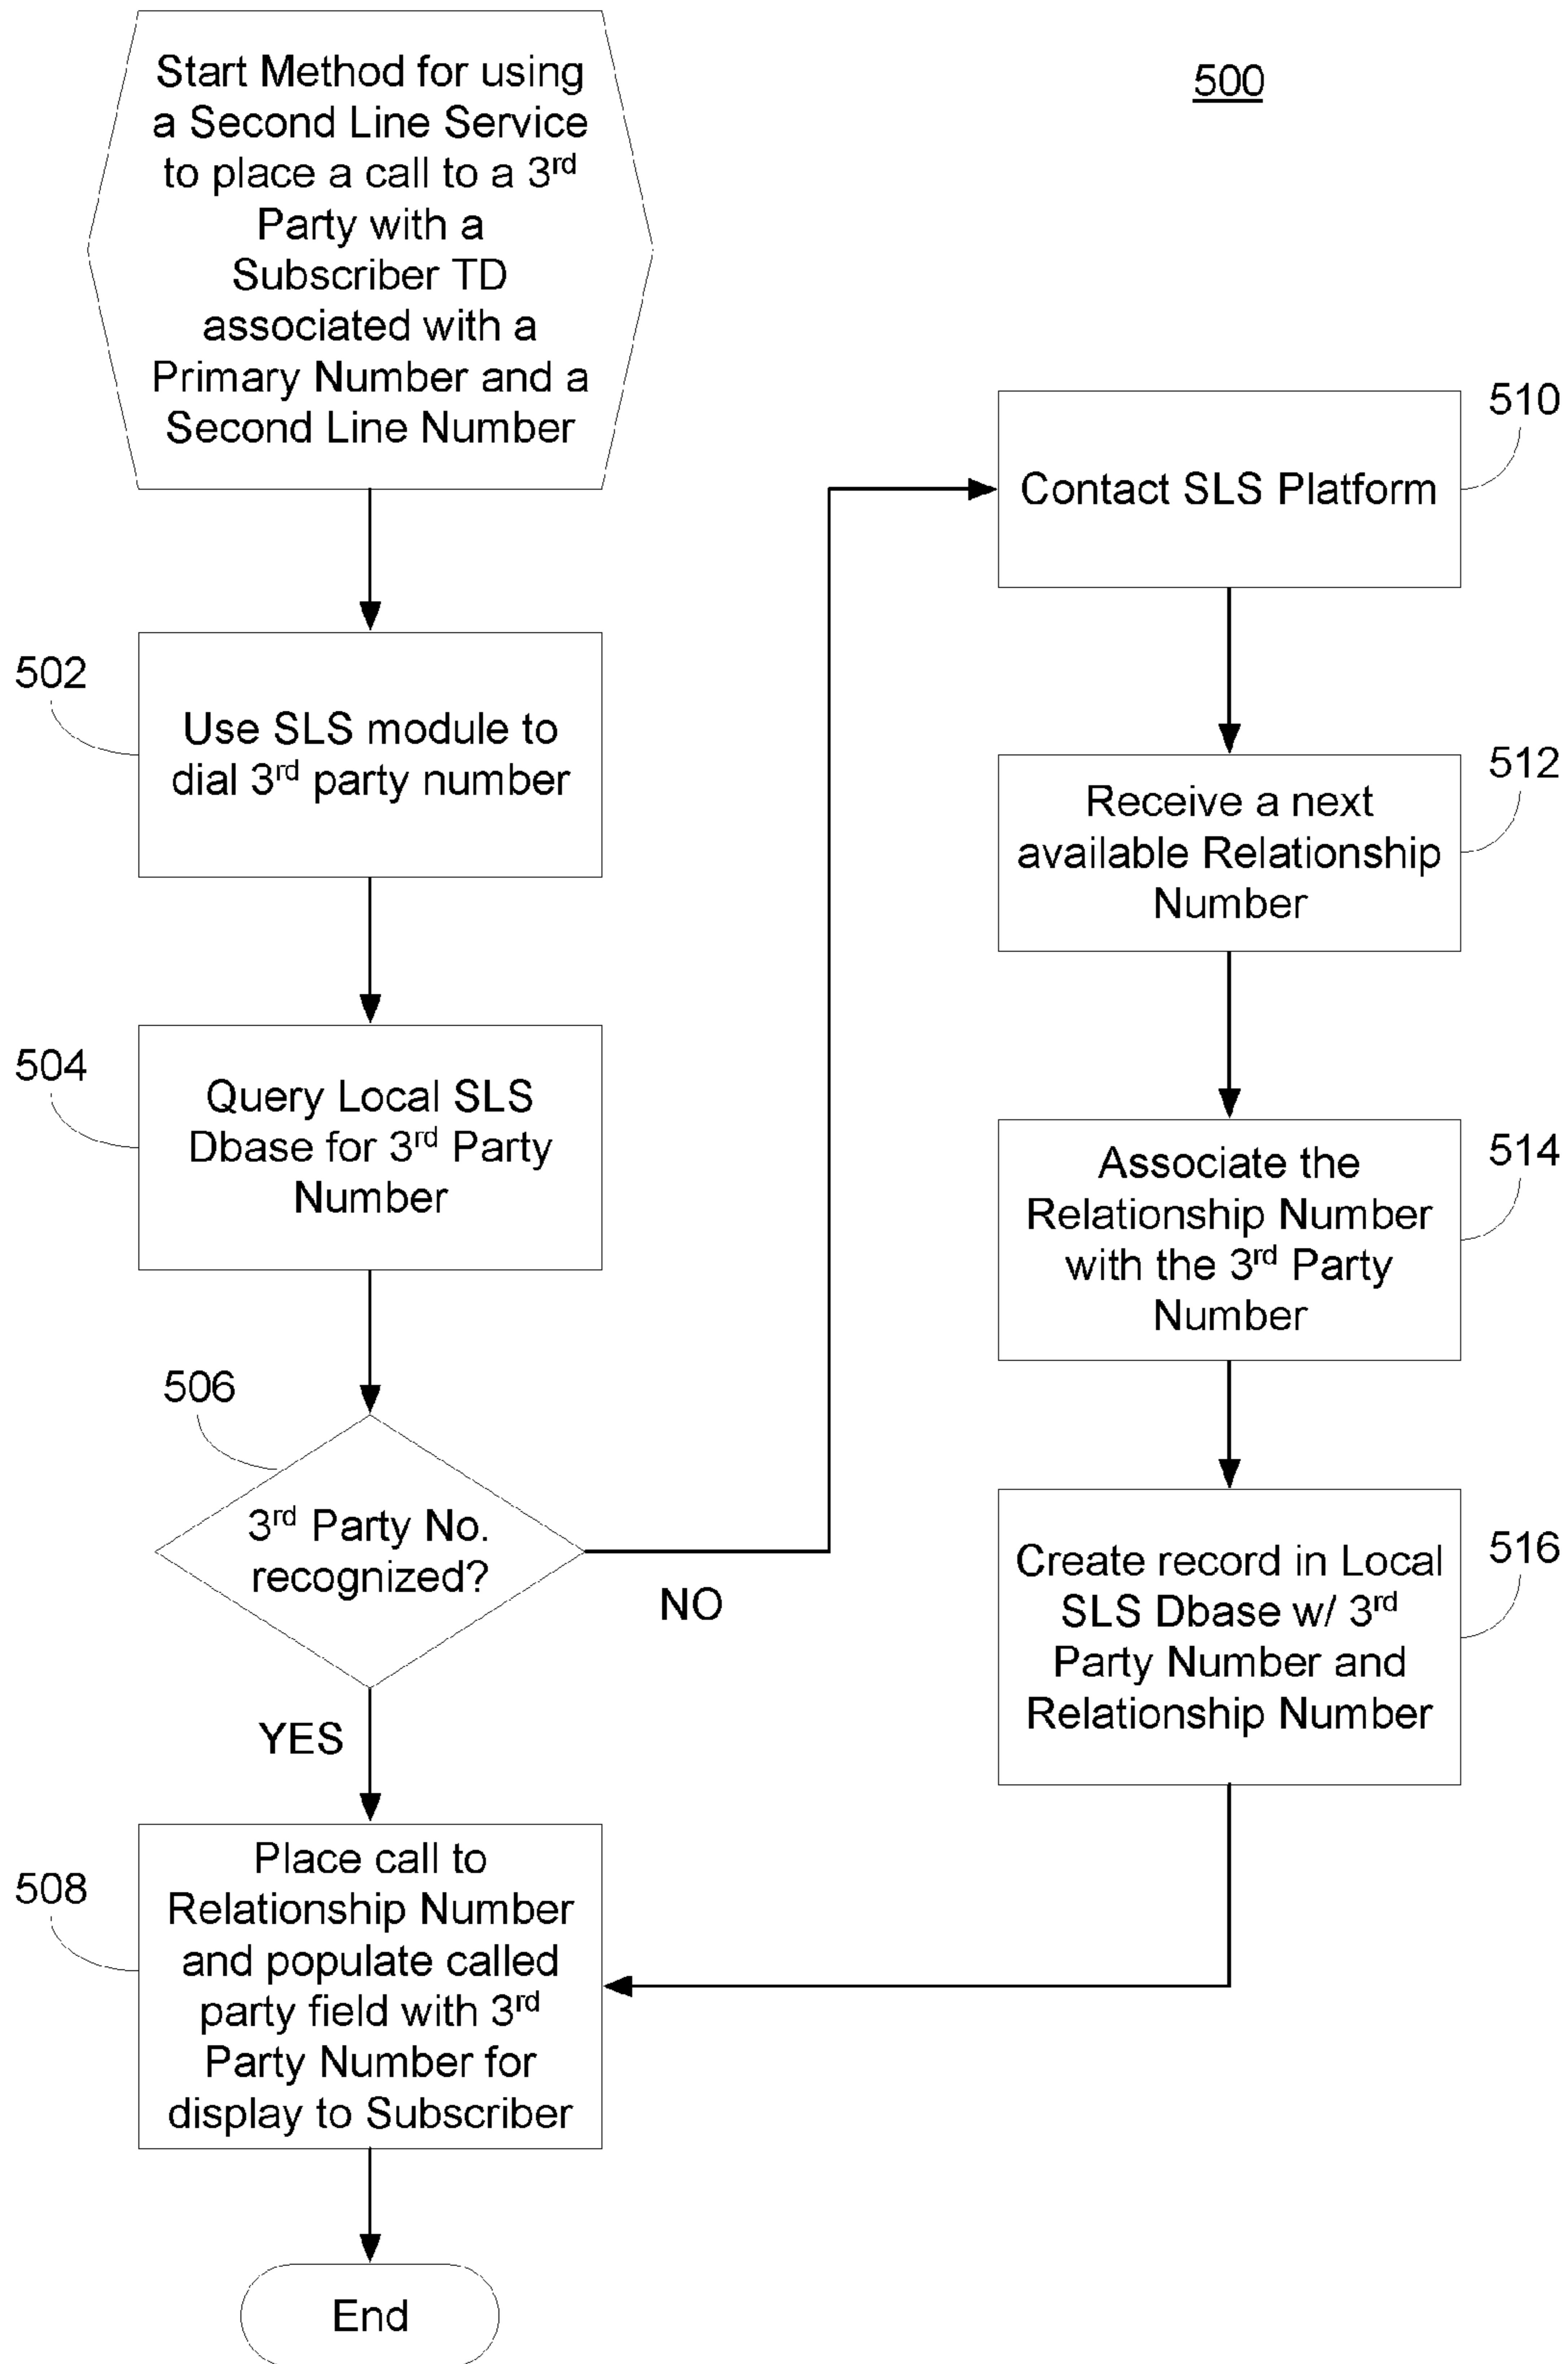 Start Method for using
a Second Line Service
to place a call to a 3rd
Party with a
Subscriber TD
associated with a
Primary Number and a
Second Line Number
500
502
Use SLS module to
dial 3rd party number
504
Query Local SLS
Dbase for 3rd Party
Number
506
3rd Party No.
recognized?
NO
YES
508
Place call to
Relationship Number
and populate called
party field with 3rd
Party Number for
display to Subscriber
End
510
Contact SLS Platform
512
Receive a next
available Relationship
Number
514
Associate the
Relationship Number
with the 3rd Party
Number
516
Create record in Local
SLS Dbase w/ 3rd
Party Number and
Relationship Number